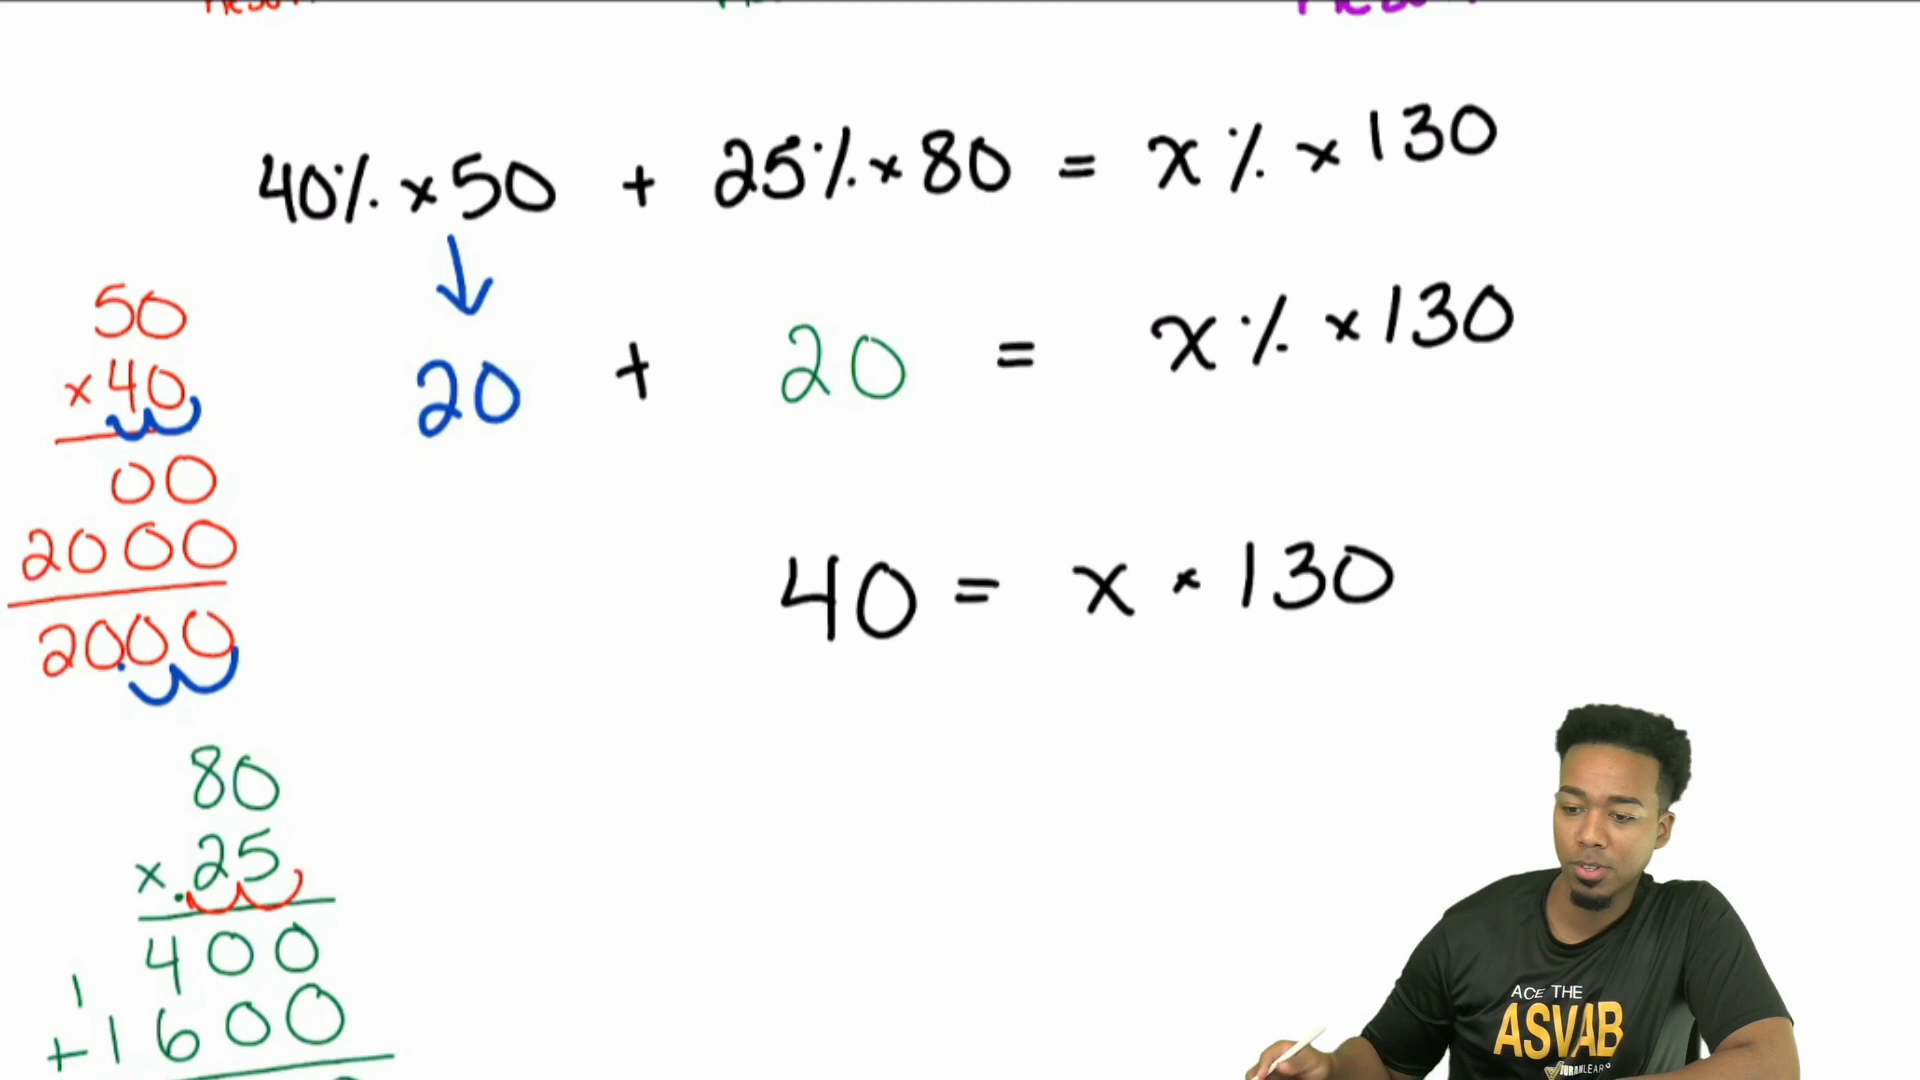 40% × 50 + 25% × 80 = x% × 130
20 + 20 = x% × 130
40 = x × 130
50
×40
00
2000
2000
80
×.25
400
1
+1600
ACE THE
ASVAB